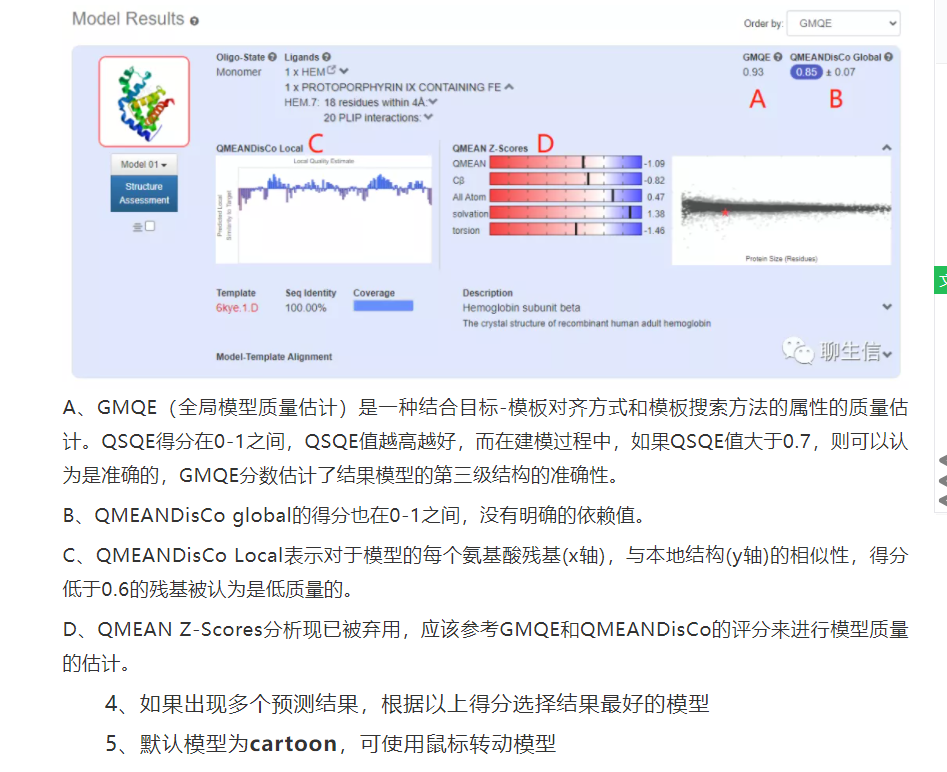 Model Results
Order by: GMQE
Oligo-State Ligands GMQE QMEANDisCo Global
Monomer 1 x HEM 0.93 0.85 ± 0.07
1 x PROTOPORPHYRIN IX CONTAINING FE
HEM.7: 18 residues within 4Å:
20 PLIP interactions:
A B
QMEANDisCo Local C QMEAN Z-Scores D
Local Quality Estimate
Predicted Local
Similarity to Target
QMEAN -1.09
Cβ -0.82
All Atom 0.47
solvation 1.38
torsion -1.46
Protein Size (Residues)
Model 01
Structure
Assessment
Template Seq Identity Coverage Description
6kye.1.D 100.00% Hemoglobin subunit beta
The crystal structure of recombinant human adult hemoglobin
Model-Template Alignment
聊生信
A、GMQE（全局模型质量估计）是一种结合目标-模板对齐方式和模板搜索方法的属性的质量估
计。QSQE得分在0-1之间，QSQE值越高越好，而在建模过程中，如果QSQE值大于0.7，则可以认
为是准确的，GMQE分数估计了结果模型的第三级结构的准确性。
B、QMEANDisCo global的得分也在0-1之间，没有明确的依赖值。
C、QMEANDisCo Local表示对于模型的每个氨基酸残基(x轴)，与本地结构(y轴)的相似性，得分
低于0.6的残基被认为是低质量的。
D、QMEAN Z-Scores分析现已被弃用，应该参考GMQE和QMEANDisCo的评分来进行模型质量
的估计。
4、如果出现多个预测结果，根据以上得分选择结果最好的模型
5、默认模型为cartoon，可使用鼠标转动模型